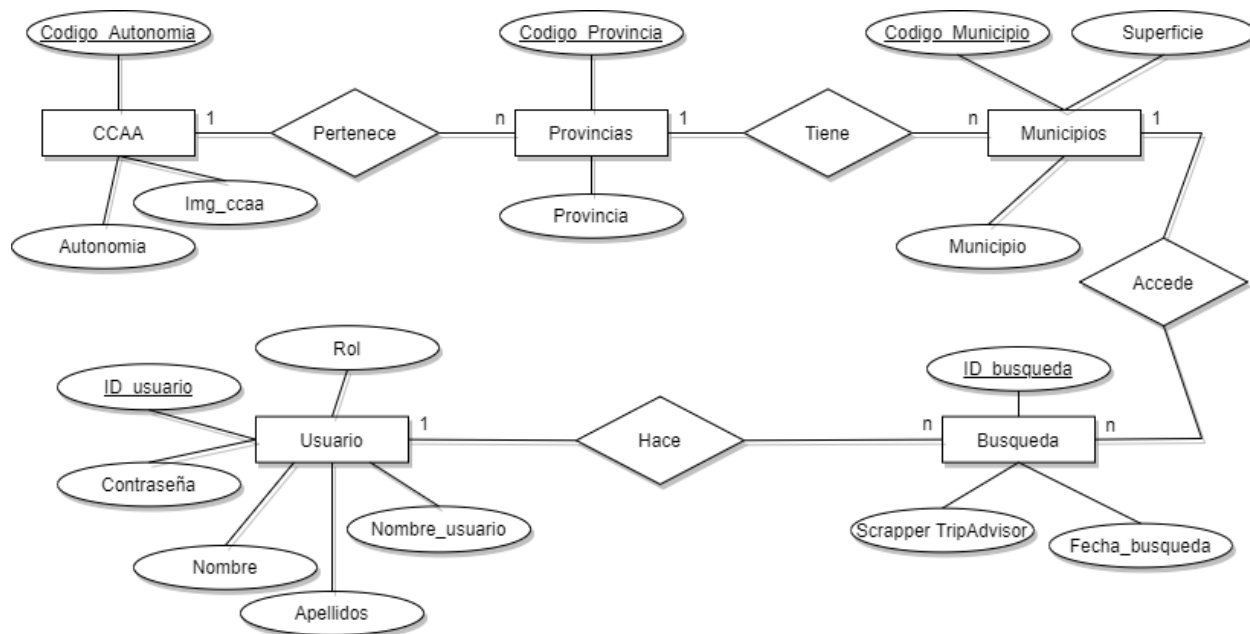 Codigo_Autonomia
Codigo_Provincia
Codigo_Municipio
Superficie
CCAA
1
Pertenece
n
Provincias
1
Tiene
n
Municipios
1
Img_ccaa
Autonomia
Provincia
Municipio
Accede
Rol
ID_usuario
ID_busqueda
Usuario
1
Hace
n
Busqueda
n
Contraseña
Nombre_usuario
Scrapper TripAdvisor
Fecha_busqueda
Nombre
Apellidos